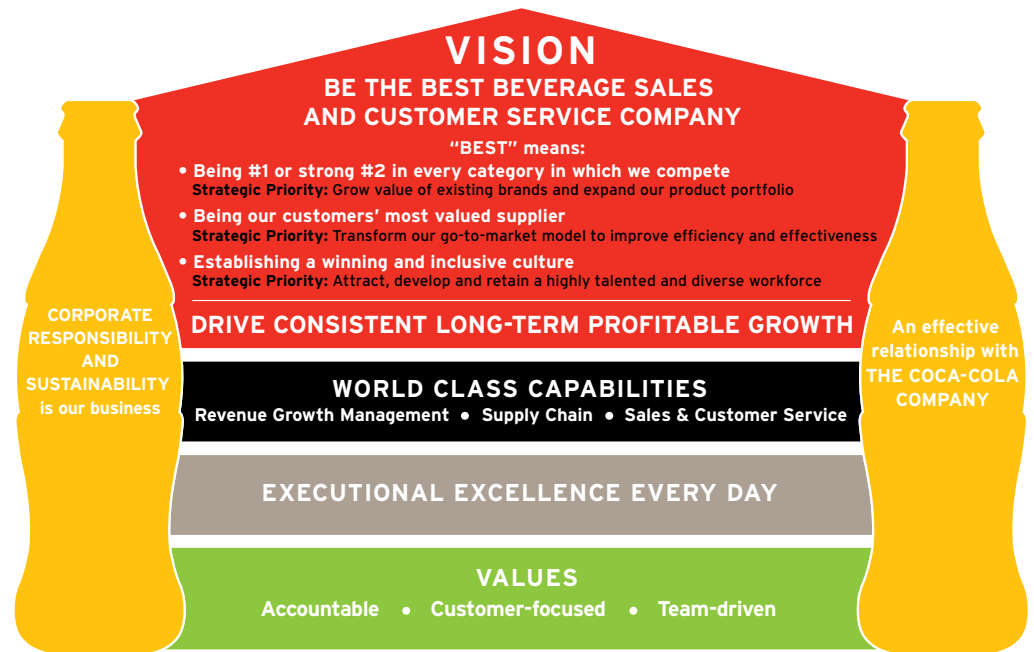 VISION
BE THE BEST BEVERAGE SALES
AND CUSTOMER SERVICE COMPANY
“BEST” means:
• Being #1 or strong #2 in every category in which we compete
Strategic Priority: Grow value of existing brands and expand our product portfolio
• Being our customers’ most valued supplier
Strategic Priority: Transform our go-to-market model to improve efficiency and effectiveness
• Establishing a winning and inclusive culture
Strategic Priority: Attract, develop and retain a highly talented and diverse workforce
DRIVE CONSISTENT LONG-TERM PROFITABLE GROWTH
CORPORATE
RESPONSIBILITY
AND
SUSTAINABILITY
is our business
An effective
relationship with
THE COCA-COLA
COMPANY
WORLD CLASS CAPABILITIES
Revenue Growth Management • Supply Chain • Sales & Customer Service
EXECUTIONAL EXCELLENCE EVERY DAY
VALUES
Accountable • Customer-focused • Team-driven